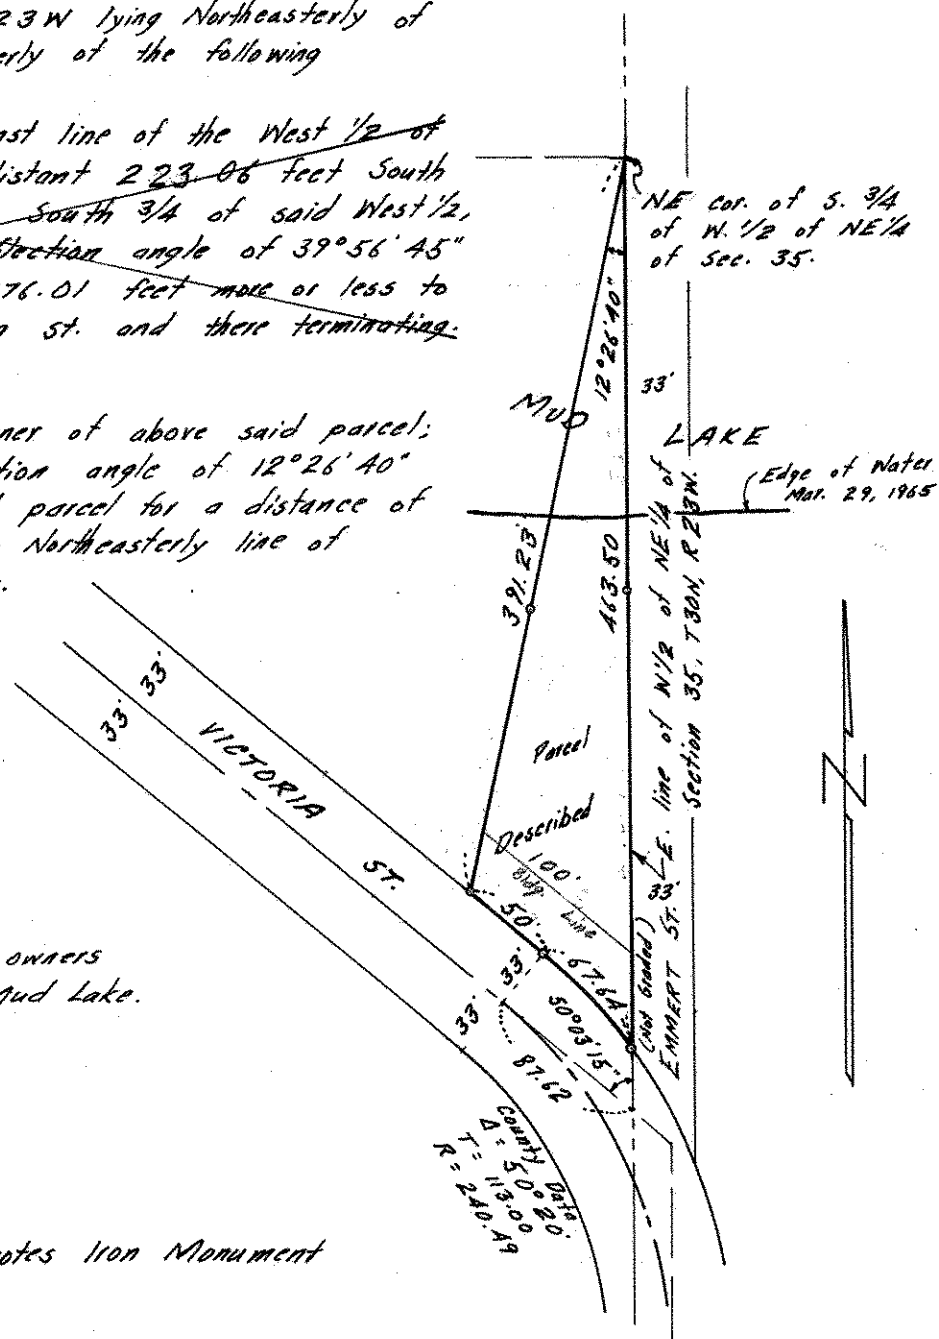 23W lying Northeasterly of
erly of the following
ast line of the West 1/2 of
distant 223.06 feet South
South 3/4 of said West 1/2,
flection angle of 39°56'45"
76.01 feet more or less to
St. and there terminating.
ner of above said parcel;
tion angle of 12°26'40"
parcel for a distance of
Northeasterly line of
NE cor. of S. 3/4
of W. 1/2 of NE1/4
of Sec. 35.
12°26'40"
33'
MUD
LAKE
Edge of Water
Mar. 29, 1965
391.23'
463.50
E. line of W1/2 of NE1/4 of
Section 35, T30N, R23W.
33'
33'
VICTORIA
ST.
Parcel
Described
100'
Bldg. Line
50'
67.64
33'
33'
33'
(Not Graded)
EMMERT ST.
50°03'15"
87.62
County Data
Δ = 50°20'
T = 113.00
R = 240.49
owners
Mud Lake.
otes Iron Monument